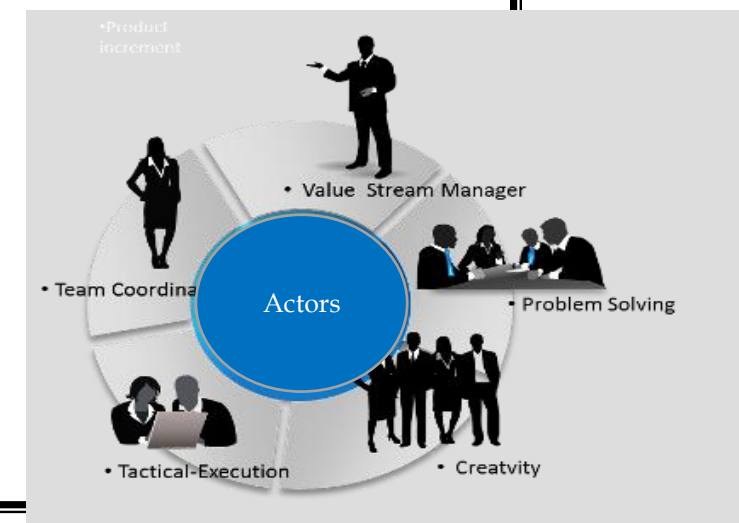 •Product
increment
• Value Stream Manager
• Team Coordina
Actors
• Problem Solving
• Tactical-Execution
• Creatvity